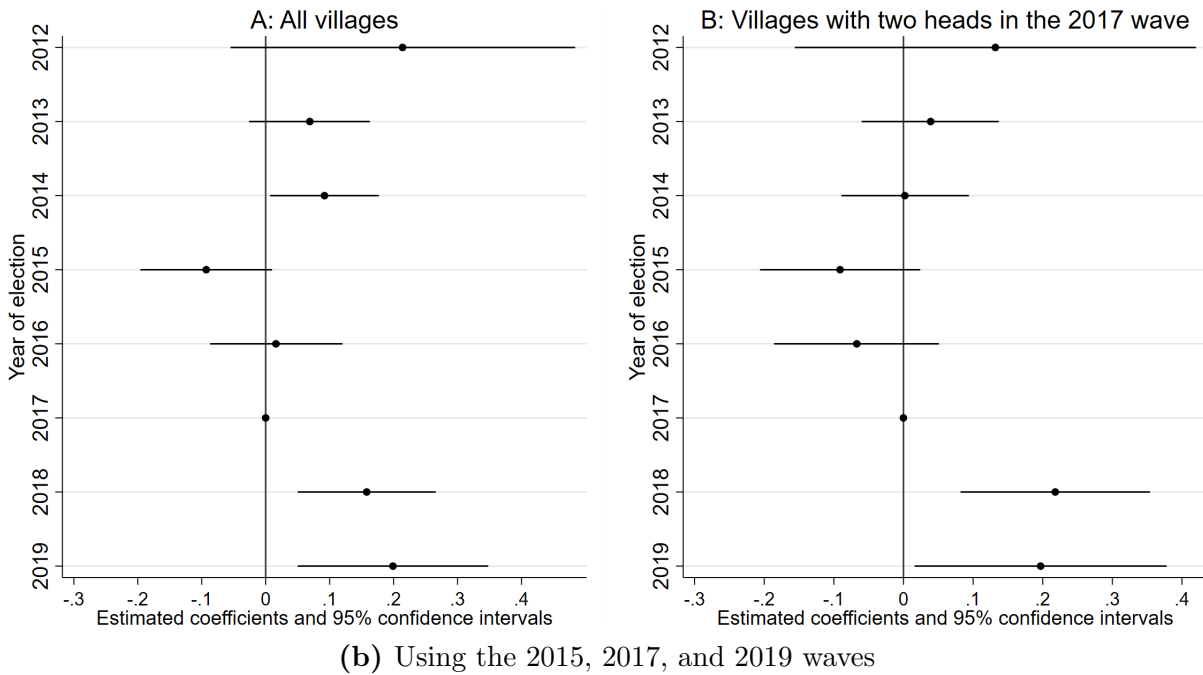 A: All villages
Year of election
2012
2013
2014
2015
2016
2017
2018
2019
-.3 -.2 -.1 0 .1 .2 .3 .4
Estimated coefficients and 95% confidence intervals
B: Villages with two heads in the 2017 wave
Year of election
2012
2013
2014
2015
2016
2017
2018
2019
-.3 -.2 -.1 0 .1 .2 .3 .4
Estimated coefficients and 95% confidence intervals
(b) Using the 2015, 2017, and 2019 waves